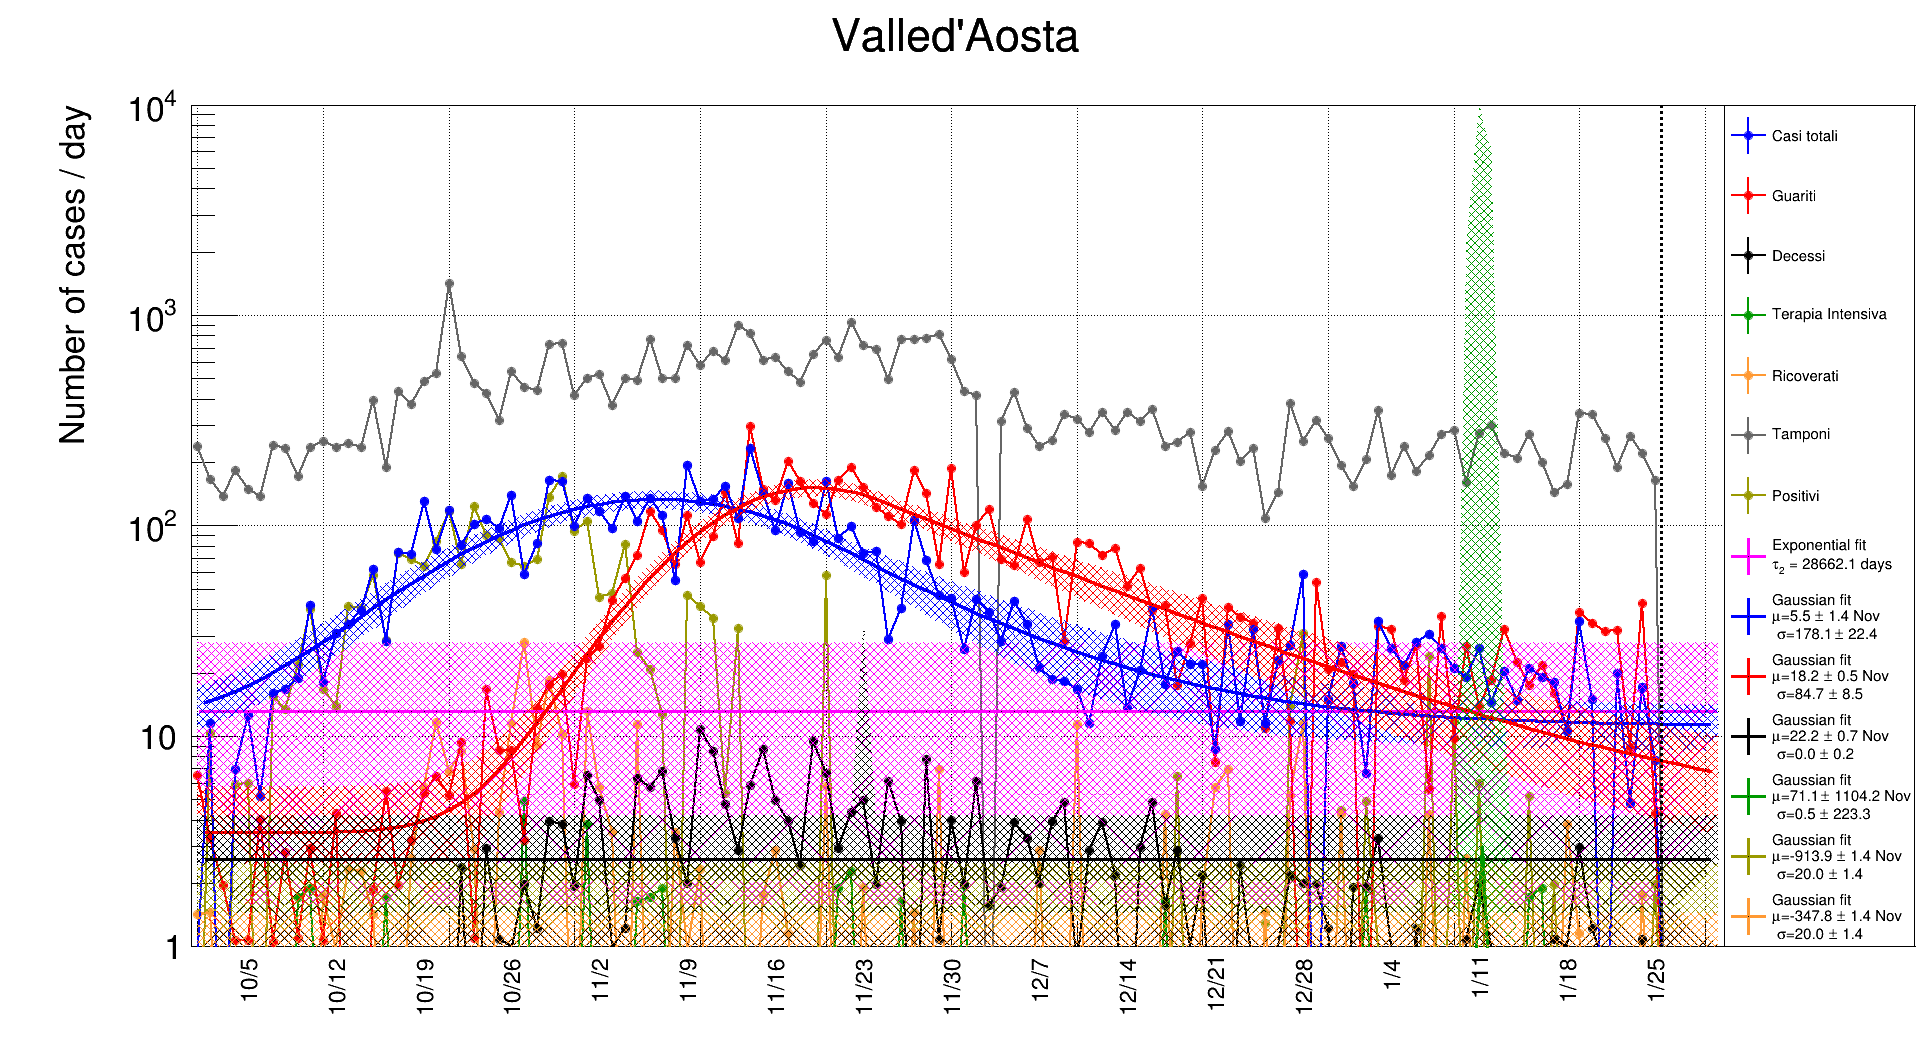 Valled'Aosta
Number of cases / day
10⁴
10³
10²
10
1
10/5
10/12
10/19
10/26
11/2
11/9
11/16
11/23
11/30
12/7
12/14
12/21
12/28
1/4
1/11
1/18
1/25
Casi totali
Guariti
Decessi
Terapia Intensiva
Ricoverati
Tamponi
Positivi
Exponential fit
τ₂ = 28662.1 days
Gaussian fit
μ=5.5 ± 1.4 Nov
σ=178.1 ± 22.4
Gaussian fit
μ=18.2 ± 0.5 Nov
σ=84.7 ± 8.5
Gaussian fit
μ=22.2 ± 0.7 Nov
σ=0.0 ± 0.2
Gaussian fit
μ=71.1 ± 1104.2 Nov
σ=0.5 ± 223.3
Gaussian fit
μ=-913.9 ± 1.4 Nov
σ=20.0 ± 1.4
Gaussian fit
μ=-347.8 ± 1.4 Nov
σ=20.0 ± 1.4